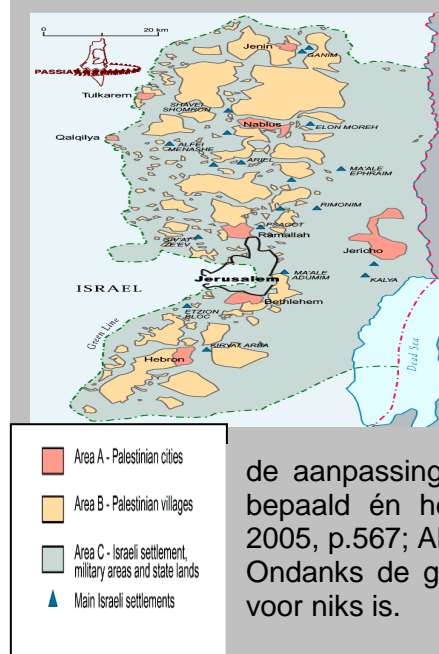 0 20 km
PASSIA
Jenin
GANIM
Tulkarem
SHAVEI
SHOMRON
Nablus
ELON MOREH
Qalqilya
ALFEI
MENASHE
ARIEL
MA'ALE
EPHRAIM
RIMONIM
PSAGOT
Ramallah
GIV'AT
ZE'EV
Jericho
Jerusalem
MA'ALE
ADUMIM
KALYA
ISRAEL
Bethlehem
ETZION
BLOC
Green Line
KIRYAT ARBA
Hebron
Dead Sea
Area A - Palestinian cities
Area B - Palestinian villages
Area C - Israeli settlement,
military areas and state lands
Main Israeli settlements
de aanpassing
bepaald én he
2005, p.567; Al
Ondanks de g
voor niks is.